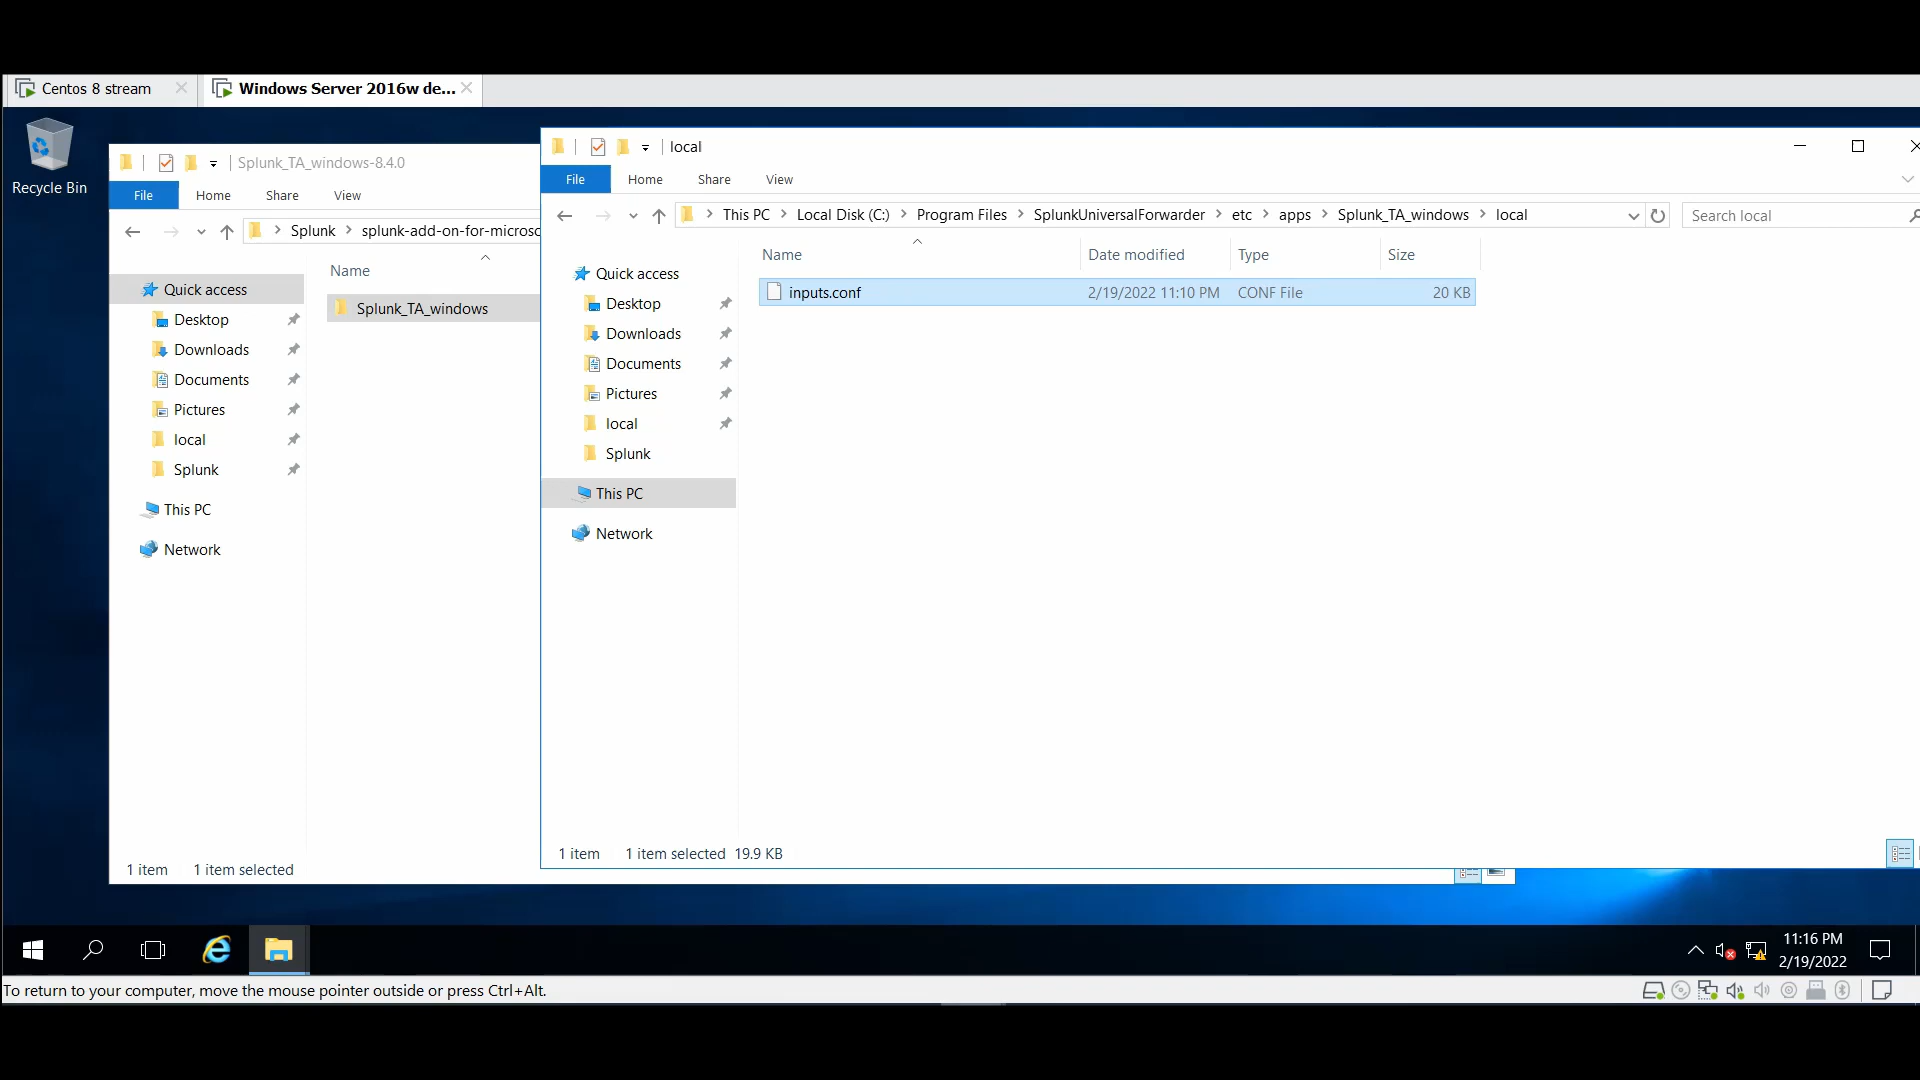 Centos 8 stream
Windows Server 2016w de...
Recycle Bin
Splunk_TA_windows-8.4.0
File Home Share View
Splunk > splunk-add-on-for-microso
Name
Quick access
Splunk_TA_windows
Desktop
Downloads
Documents
Pictures
local
Splunk
This PC
Network
1 item 1 item selected
local
File Home Share View
This PC > Local Disk (C:) > Program Files > SplunkUniversalForwarder > etc > apps > Splunk_TA_windows > local
Search local
Name Date modified Type Size
inputs.conf 2/19/2022 11:10 PM CONF File 20 KB
Quick access
Desktop
Downloads
Documents
Pictures
local
Splunk
This PC
Network
1 item 1 item selected 19.9 KB
11:16 PM
2/19/2022
To return to your computer, move the mouse pointer outside or press Ctrl+Alt.